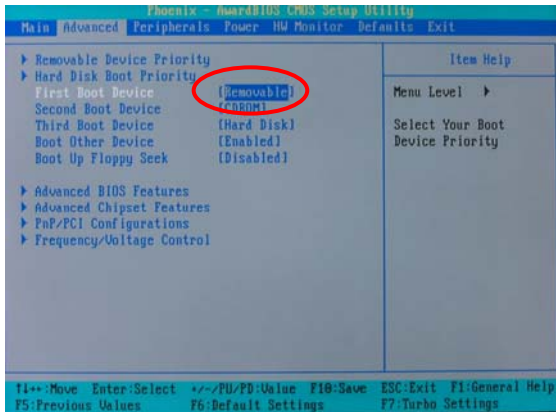 Phoenix - AwardBIOS CMOS Setup Utility
Main Advanced Peripherals Power HW Monitor Defaults Exit
▶ Removable Device Priority
▶ Hard Disk Boot Priority
First Boot Device [Removable]
Second Boot Device [CDROM]
Third Boot Device [Hard Disk]
Boot Other Device [Enabled]
Boot Up Floppy Seek [Disabled]
▶ Advanced BIOS Features
▶ Advanced Chipset Features
▶ PnP/PCI Configurations
▶ Frequency/Voltage Control
Item Help
Menu Level ▶
Select Your Boot
Device Priority
↑↓←→:Move Enter:Select +/-/PU/PD:Value F10:Save ESC:Exit F1:General Help
F5:Previous Values F6:Default Settings F7:Turbo Settings